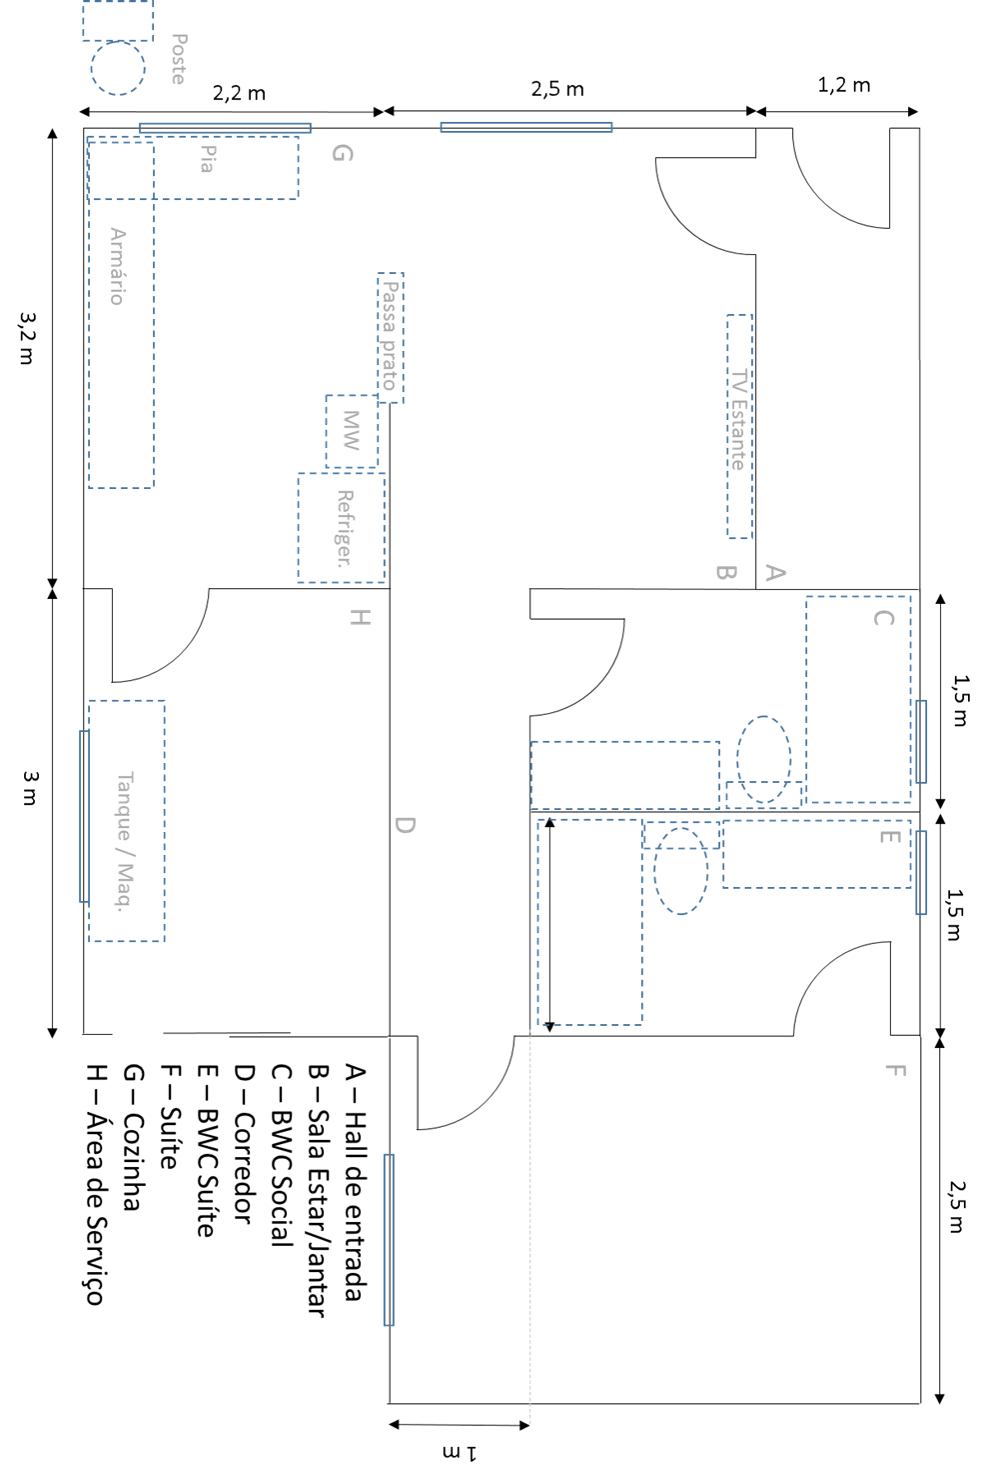 Poste
2,2 m
2,5 m
1,2 m
Pia
G
Armário
3,2 m
Passa prato
MW
Refriger.
TV Estante
B
A
H
C
1,5 m
Tanque / Maq.
3 m
D
E
1,5 m
F
2,5 m
1 m
A – Hall de entrada
B – Sala Estar/Jantar
C – BWC Social
D – Corredor
E – BWC Suíte
F – Suíte
G – Cozinha
H – Área de Serviço